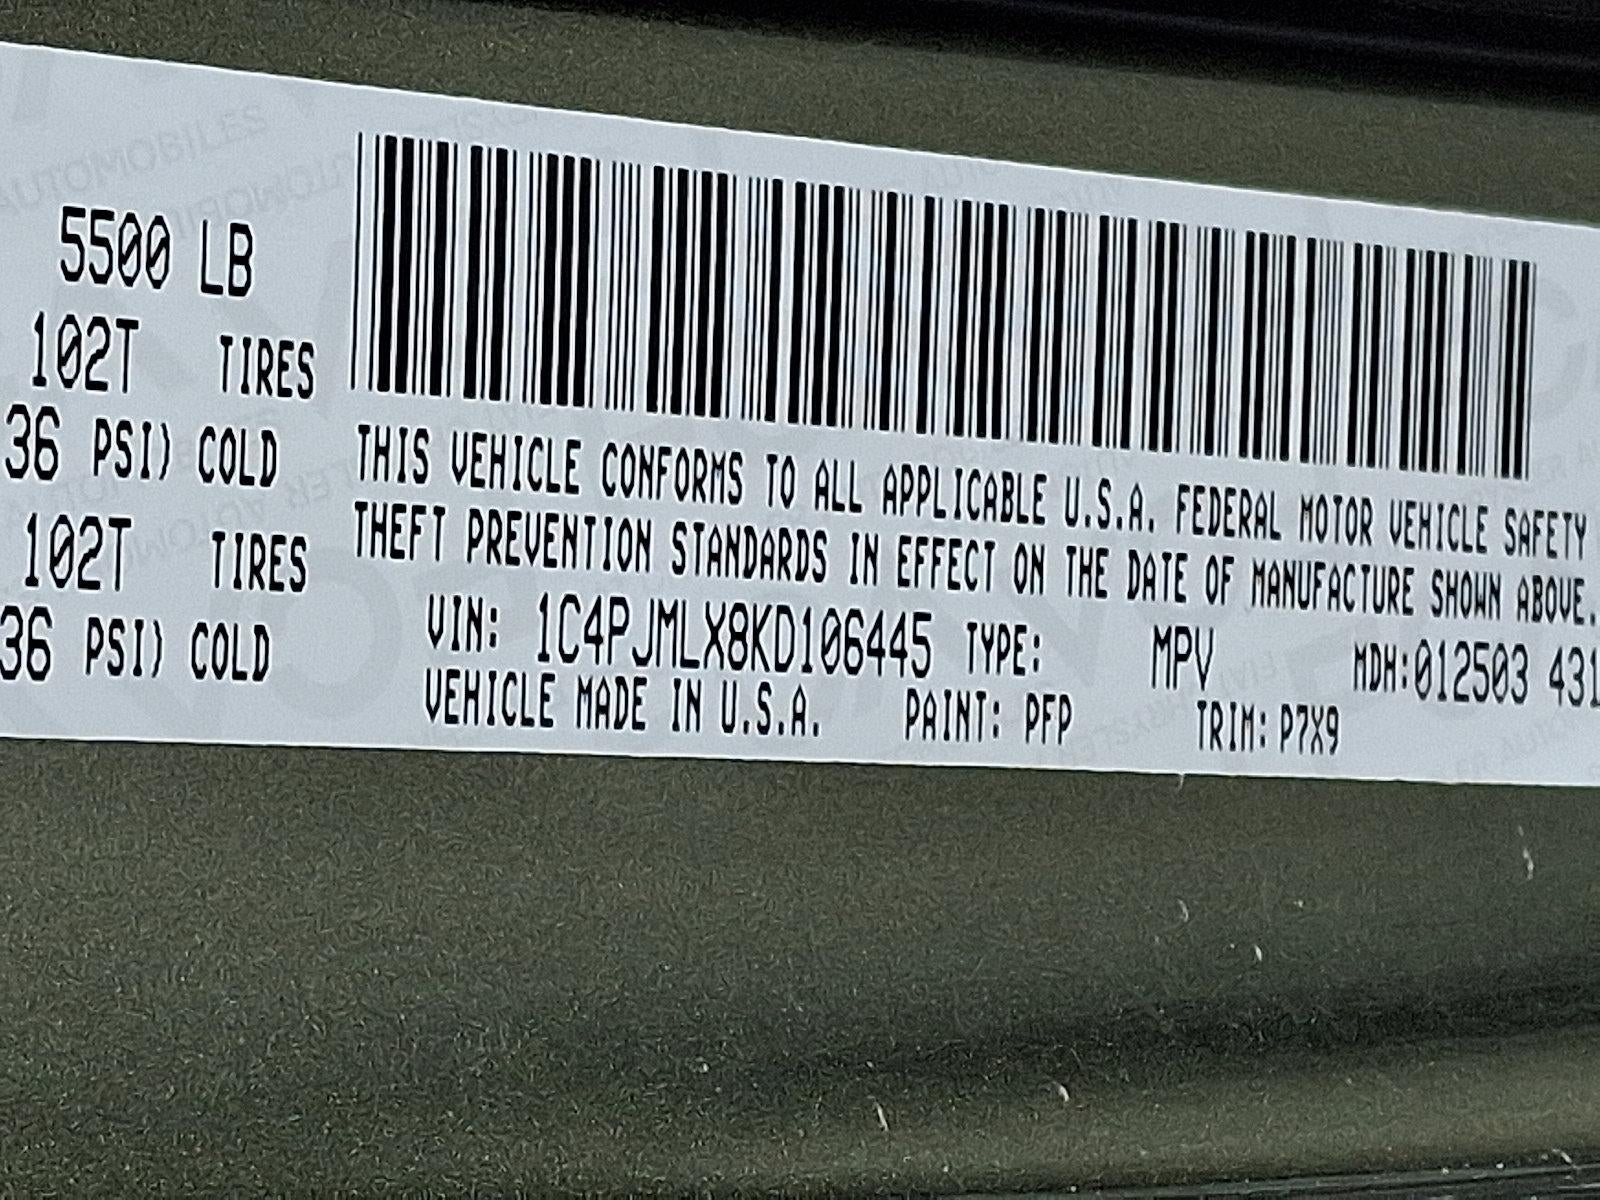 5500 LB
102T TIRES
36 PSI) COLD
102T TIRES
36 PSI) COLD
THIS VEHICLE CONFORMS TO ALL APPLICABLE U.S.A. FEDERAL MOTOR VEHICLE SAFETY
THEFT PREVENTION STANDARDS IN EFFECT ON THE DATE OF MANUFACTURE SHOWN ABOVE.
VIN: 1C4PJMLX8KD106445 TYPE: MPV MDH:012503 431
VEHICLE MADE IN U.S.A. PAINT: PFP TRIM: P7X9